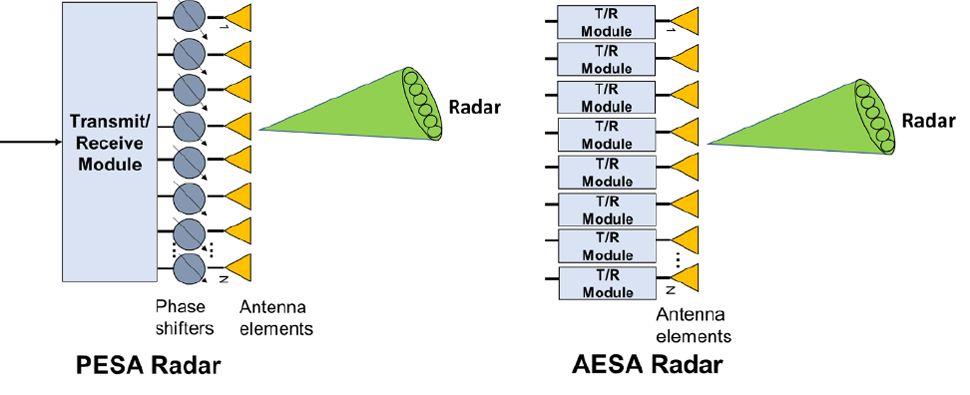 Transmit/
Receive
Module
1
N
Radar
Phase
shifters
Antenna
elements
PESA Radar
T/R
Module
T/R
Module
T/R
Module
T/R
Module
T/R
Module
T/R
Module
T/R
Module
T/R
Module
1
N
Radar
Antenna
elements
AESA Radar